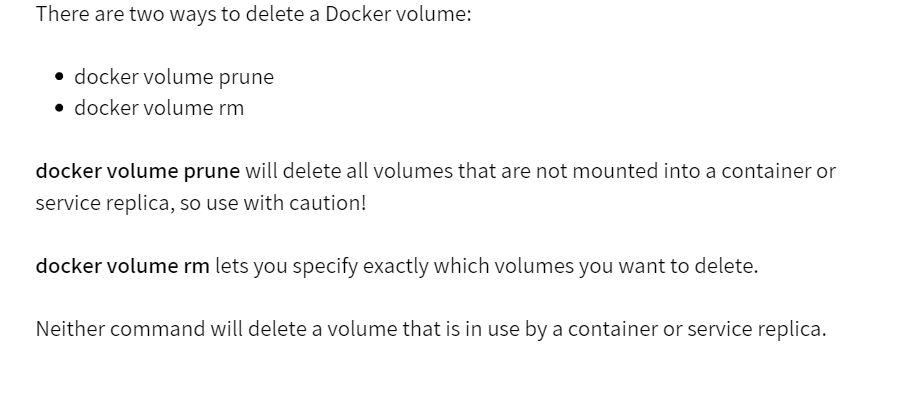 There are two ways to delete a Docker volume:
• docker volume prune
• docker volume rm
docker volume prune will delete all volumes that are not mounted into a container or
service replica, so use with caution!
docker volume rm lets you specify exactly which volumes you want to delete.
Neither command will delete a volume that is in use by a container or service replica.